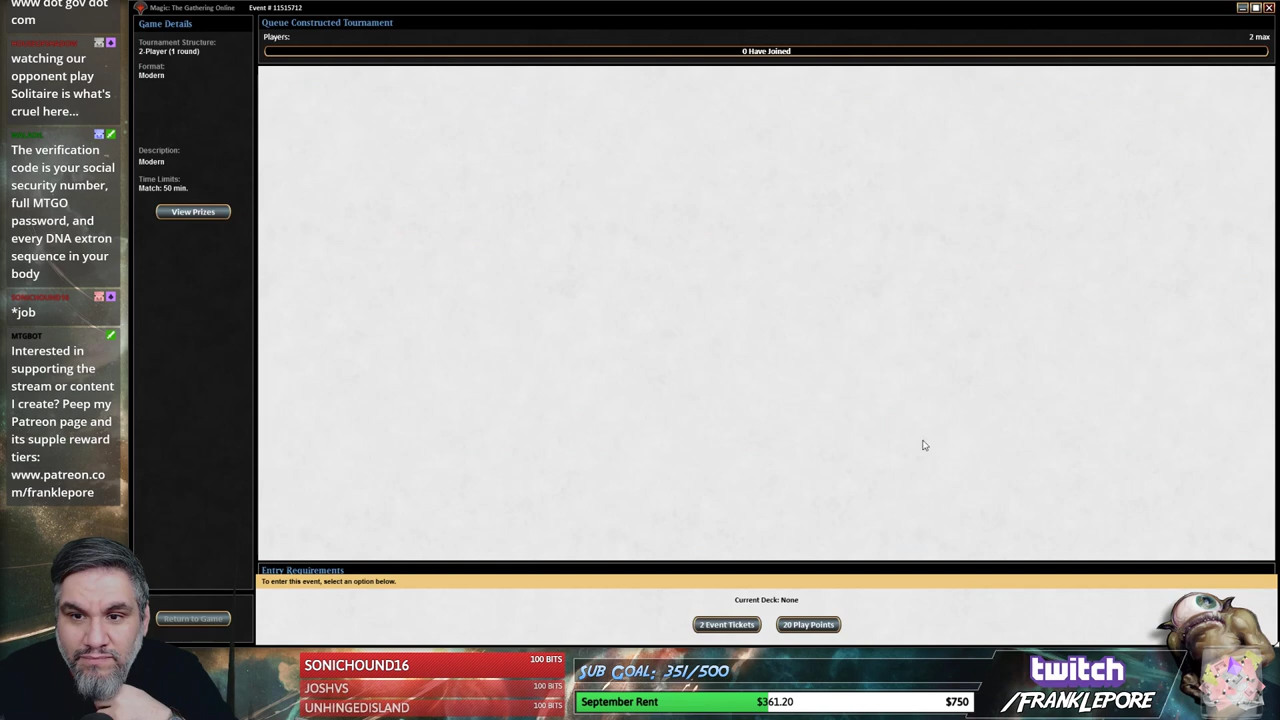 www dot gov dot
com
watching our
opponent play
Solitaire is what's
cruel here...
The verification
code is your social
security number,
full MTGO
password, and
every DNA extron
sequence in your
body
SONICHOUND16
*job
MTGBOT
Interested in
supporting the
stream or content
I create? Peep my
Patreon page and
its supple reward
tiers:
www.patreon.co
m/franklepore
Magic: The Gathering Online Event # 11515712
Game Details
Tournament Structure:
2-Player (1 round)
Format:
Modern
Description:
Modern
Time Limits:
Match: 50 min.
View Prizes
Return to Game
Queue Constructed Tournament
Players: 2 max
0 Have Joined
Entry Requirements
To enter this event, select an option below.
Current Deck: None
2 Event Tickets 20 Play Points
SONICHOUND16 100 BITS
JOSHVS 100 BITS
UNHINGEDISLAND 100 BITS
SUB GOAL: 351/500
September Rent $361.20 $750
twitch
/FRANKLEPORE